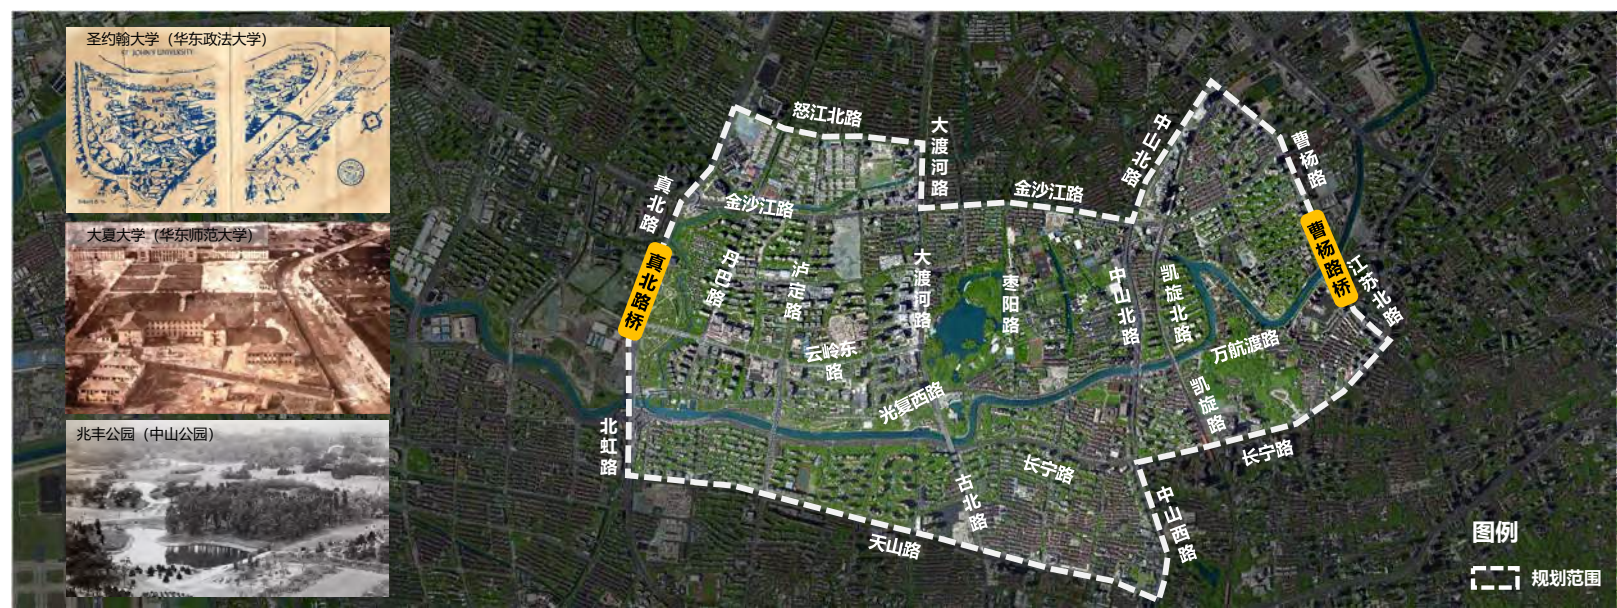 圣约翰大学（华东政法大学）
大夏大学（华东师范大学）
兆丰公园（中山公园）
怒江北路
大渡河路
中山北路
曹杨路
真北路
金沙江路
金沙江路
曹杨路桥
江苏北路
真北路桥
丹巴路
泸定路
大渡河路
枣阳路
中山北路
凯旋北路
万航渡路
云岭东
路
光复西路
凯旋路
北虹路
长宁路
长宁路
古北路
中山西路
天山路
图例
规划范围